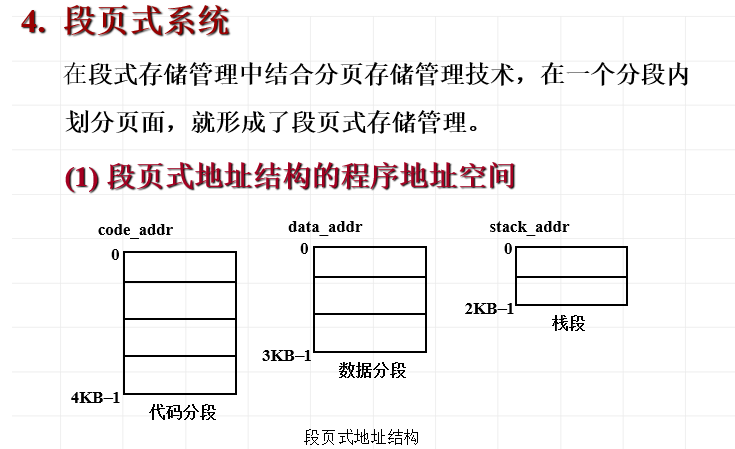 4. 段页式系统
在段式存储管理中结合分页存储管理技术，在一个分段内
划分页面，就形成了段页式存储管理。
(1) 段页式地址结构的程序地址空间
code_addr
0
4KB–1
代码分段
data_addr
0
3KB–1
数据分段
stack_addr
0
2KB–1
栈段
段页式地址结构